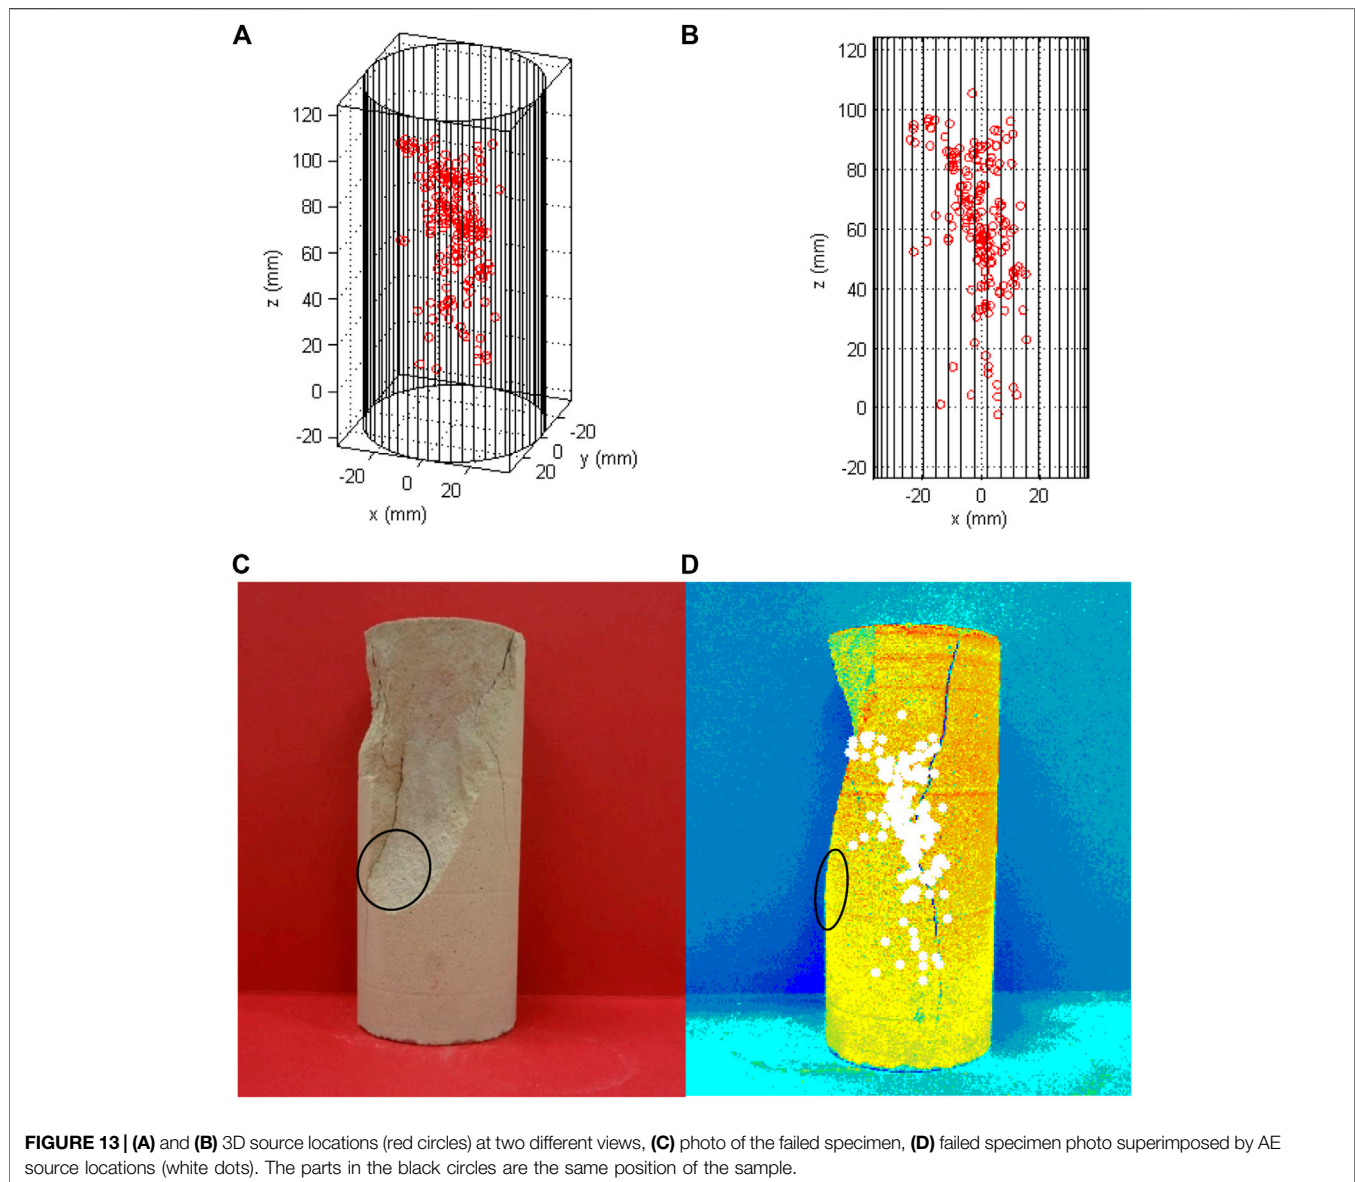 A
B
120
100
80
60
40
20
0
-20
z (mm)
-20
0
20
x (mm)
-20
0
20
y (mm)
120
100
80
60
40
20
0
-20
z (mm)
-20
0
20
x (mm)
C
D
FIGURE 13 | (A) and (B) 3D source locations (red circles) at two different views, (C) photo of the failed specimen, (D) failed specimen photo superimposed by AE
source locations (white dots). The parts in the black circles are the same position of the sample.